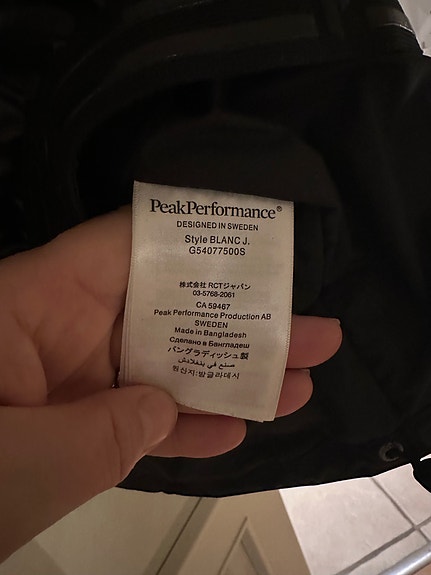 PeakPerformance®
DESIGNED IN SWEDEN
Style BLANC J.
G54077500S
株式会社 RCTジャパン
03-5768-2061
CA 59467
Peak Performance Production AB
SWEDEN
Made in Bangladesh
Сделано в Бангладеш
バングラディッシュ製
صنع في بنغلادش
원산지:방글라데시